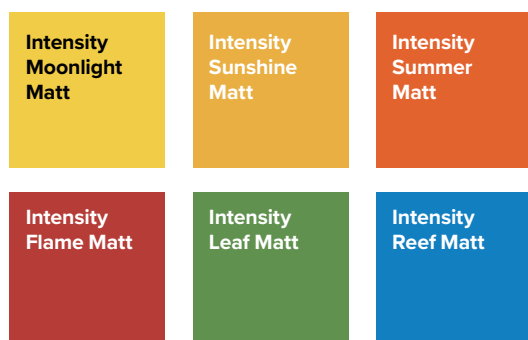 Intensity
Moonlight
Matt
Intensity
Sunshine
Matt
Intensity
Summer
Matt
Intensity
Flame Matt
Intensity
Leaf Matt
Intensity
Reef Matt